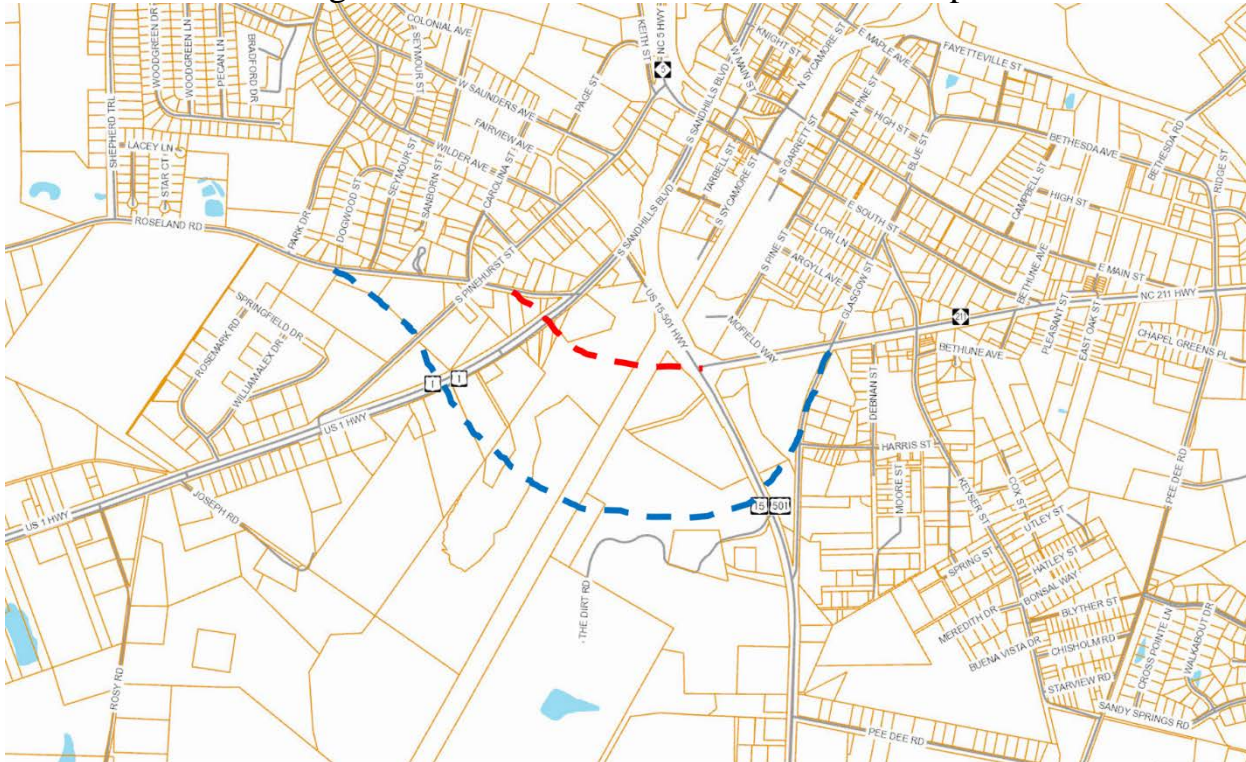 WOODGREEN DR
WOODGREEN LN
PECAN LN
BRADFORD DR
COLONIAL AVE
SEYMOUR ST
KEITH ST
NC 5 HWY
5
W MAIN ST
KNIGHT ST
N SYCAMORE ST
E MAPLE AVE
FAYETTEVILLE ST
SHEPHERD TRL
LACEY LN
STAR CT
W SAUNDERS AVE
PAGE ST
FAIRVIEW AVE
WILDER AVE
S SANDHILLS BLVD
TARBELL ST
S GARRETT ST
N PINE ST
HIGH ST
BLUE ST
BETHESDA AVE
BETHESDA RD
RIDGE ST
CAMPBELL ST
HIGH ST
ROSELAND RD
PARK DR
DOGWOOD ST
SEYMOUR ST
SANBORN ST
CAROLINA ST
S PINEHURST ST
S SANDHILLS BLVD
S SYCAMORE ST
S PINE ST
LORI LN
ARGYLL AVE
E SOUTH ST
GLASGOW ST
BETHUNE AVE
E MAIN ST
NC 211 HWY
211
SPRINGFIELD DR
ROSEMARK RD
WILLIAM ALEX DR
US 15-501 HWY
MOFIELD WAY
BETHUNE AVE
PLEASANT ST
EAST OAK ST
CHAPEL GREENS PL
1
1
US 1 HWY
DEBNAN ST
HARRIS ST
MOORE ST
KEYSER ST
COX ST
UTLEY ST
PEE DEE RD
US 1 HWY
JOSEPH RD
15
501
THE DIRT RD
SPRING ST
HATLEY ST
BONSAL WAY
MEREDITH DR
BLYTHER ST
BUENA VISTA DR
CHISHOLM RD
STARVIEW RD
CROSS POINTE LN
WALKABOUT DR
SANDY SPRINGS RD
ROSY RD
PEE DEE RD